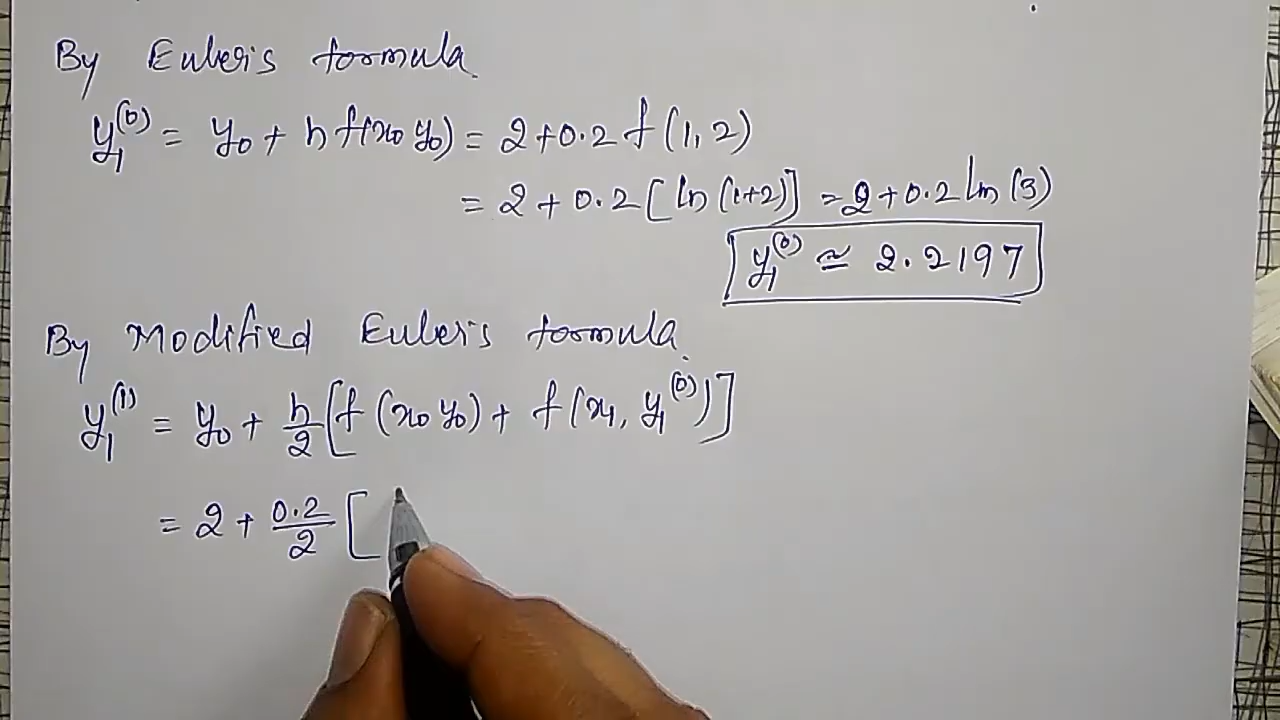 By Euler's formula.
y₁⁽⁰⁾ = y₀ + h f(x₀ y₀) = 2 + 0.2 f (1, 2)
= 2 + 0.2 [ln (1+2)] = 2 + 0.2 ln (3)
y₁⁽⁰⁾ ≃ 2.2197
By Modified Euler's formula.
y₁⁽¹⁾ = y₀ + h/2 [f (x₀ y₀) + f (x₁, y₁⁽⁰⁾)]
= 2 + 0.2/2 [